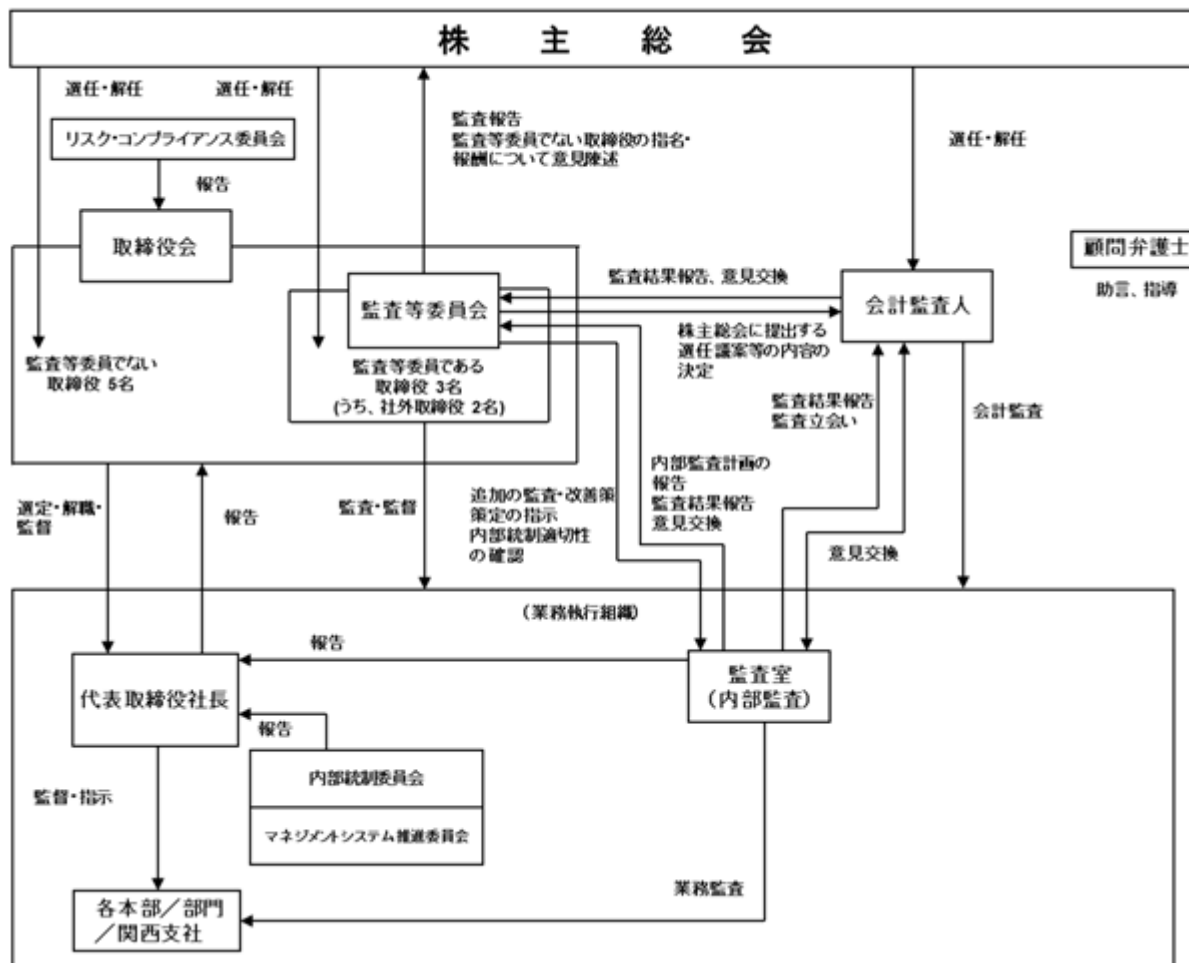 株主総会
選任・解任
選任・解任
監査報告
監査等委員でない取締役の指名・
報酬について意見陳述
選任・解任
リスク・コンプライアンス委員会
報告
取締役会
顧問弁護士
助言、指導
監査等委員会
監査結果報告、意見交換
会計監査人
株主総会に提出する
選任議案等の内容の
決定
監査等委員でない
取締役 5名
監査等委員である
取締役 3名
(うち、社外取締役 2名)
監査結果報告
監査立会い
会計監査
選定・解職・
監督
報告
監査・監督
追加の監査・改善策
策定の指示
内部統制適切性
の確認
内部監査計画の
報告
監査結果報告
意見交換
意見交換
(業務執行組織)
報告
代表取締役社長
監査室
(内部監査)
報告
内部統制委員会
マネジメントシステム推進委員会
監督・指示
業務監査
各本部/部門
/関西支社